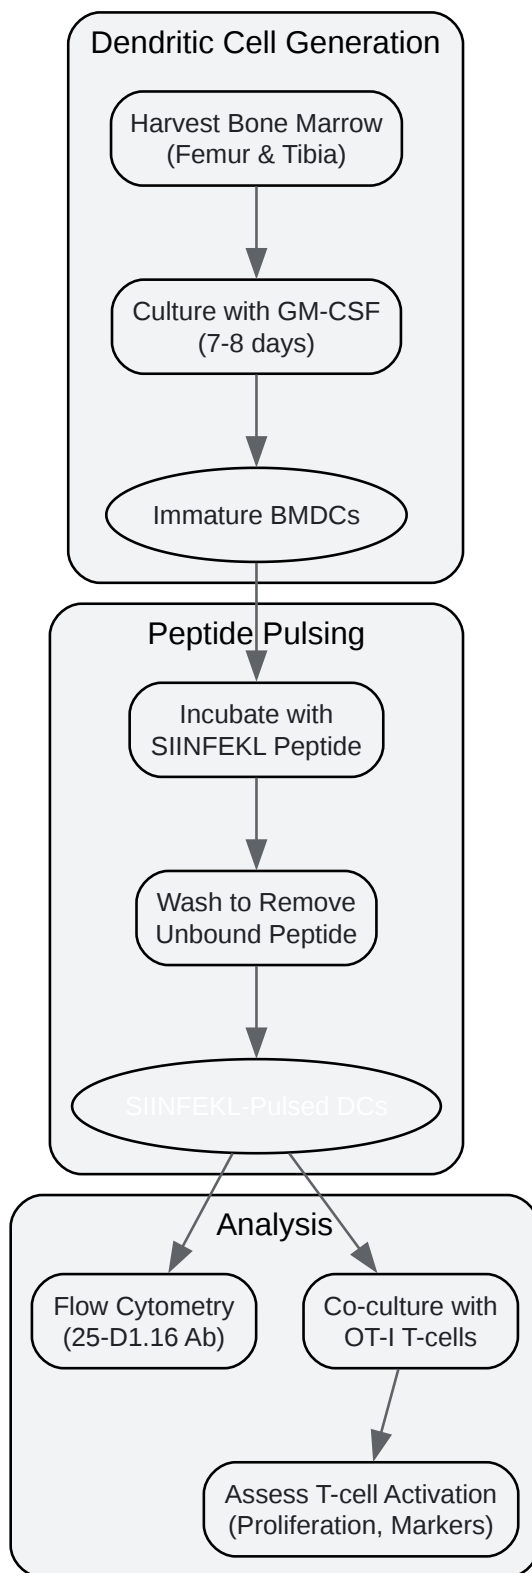 Dendritic Cell Generation
Harvest Bone Marrow
(Femur & Tibia)
Culture with GM-CSF
(7-8 days)
Immature BMDCs
Peptide Pulsing
Incubate with
SIINFEKL Peptide
Wash to Remove
Unbound Peptide
SIINFEKL-Pulsed DCs
Analysis
Flow Cytometry
(25-D1.16 Ab)
Co-culture with
OT-I T-cells
Assess T-cell Activation
(Proliferation, Markers)